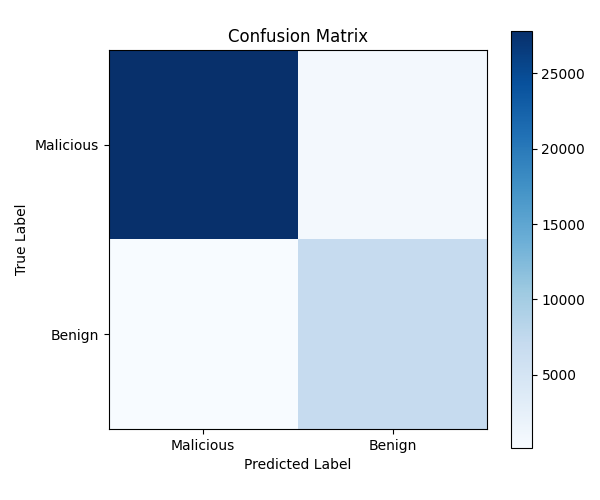 Confusion Matrix
True Label
Malicious
Benign
Malicious
Benign
Predicted Label
25000
20000
15000
10000
5000